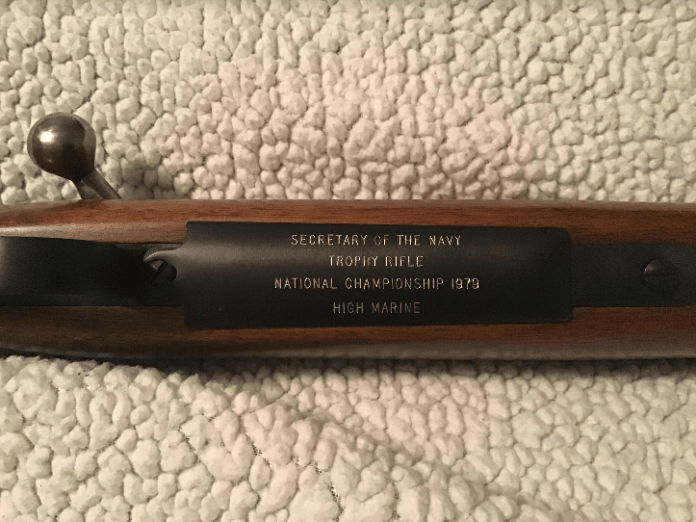 SECRETARY OF THE NAVY
TROPHY RIFLE
NATIONAL CHAMPIONSHIP 1979
HIGH MARINE